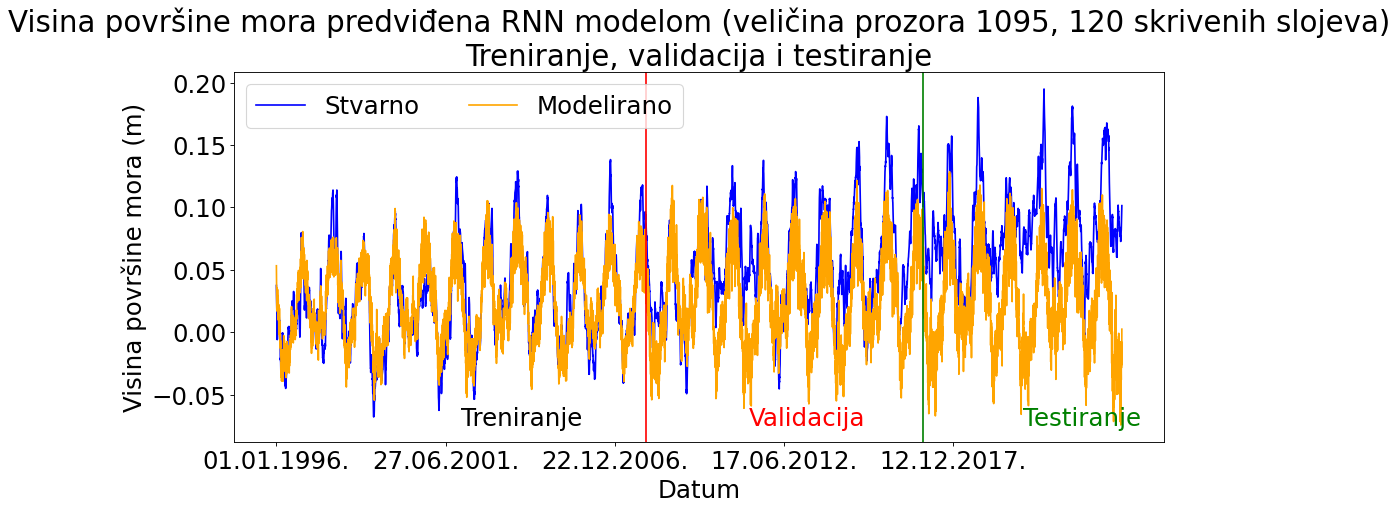 Visina površine mora predviđena RNN modelom (veličina prozora 1095, 120 skrivenih slojeva)
Treniranje, validacija i testiranje
Stvarno
Modelirano
Visina površine mora (m)
0.20
0.15
0.10
0.05
0.00
−0.05
Treniranje
Validacija
Testiranje
01.01.1996.
27.06.2001.
22.12.2006.
17.06.2012.
12.12.2017.
Datum